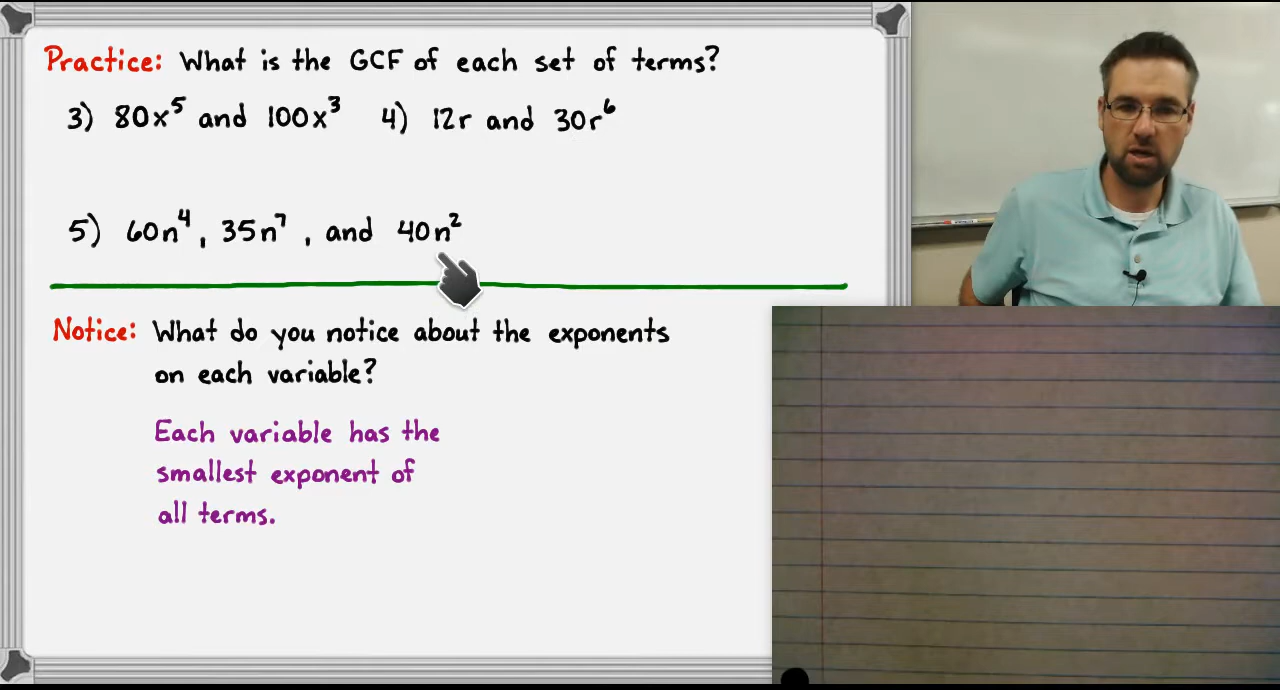 Practice: What is the GCF of each set of terms?
3) 80x⁵ and 100x³ 4) 12r and 30r⁶
5) 60n⁴, 35n⁷, and 40n²
Notice: What do you notice about the exponents
on each variable?
Each variable has the
smallest exponent of
all terms.